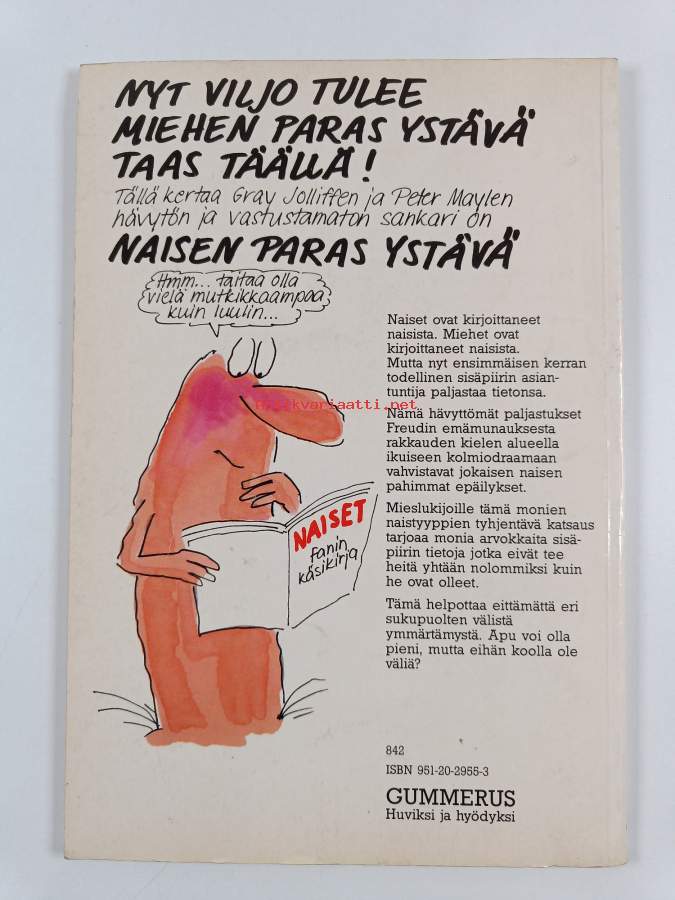 NYT VILJO TULEE
MIEHEN PARAS YSTÄVÄ
TAAS TÄÄLLÄ!
Tällä kertaa Gray Jolliffen ja Peter Maylen
hävytön ja vastustamaton sankari on
NAISEN PARAS YSTÄVÄ
Hmm... taitaa olla
vielä mutkikkaampaa
kuin luulin...
Naiset ovat kirjoittaneet
naisista. Miehet ovat
kirjoittaneet naisista.
Mutta nyt ensimmäisen kerran
todellinen sisäpiirin asian-
tuntija paljastaa tietonsa.
Nämä hävyttömät paljastukset
Freudin emämunauksesta
rakkauden kielen alueella
ikuiseen kolmiodraamaan
vahvistavat jokaisen naisen
pahimmat epäilykset.
Mieslukijoille tämä monien
naistyyppien tyhjentävä katsaus
tarjoaa monia arvokkaita sisä-
piirin tietoja jotka eivät tee
heitä yhtään nolommiksi kuin
he ovat olleet.
Tämä helpottaa eittämättä eri
sukupuolten välistä
ymmärtämystä. Apu voi olla
pieni, mutta eihän koolla ole
väliä?
NAISET
Fanin
käsikirja
842
ISBN 951-20-2955-3
GUMMERUS
Huviksi ja hyödyksi